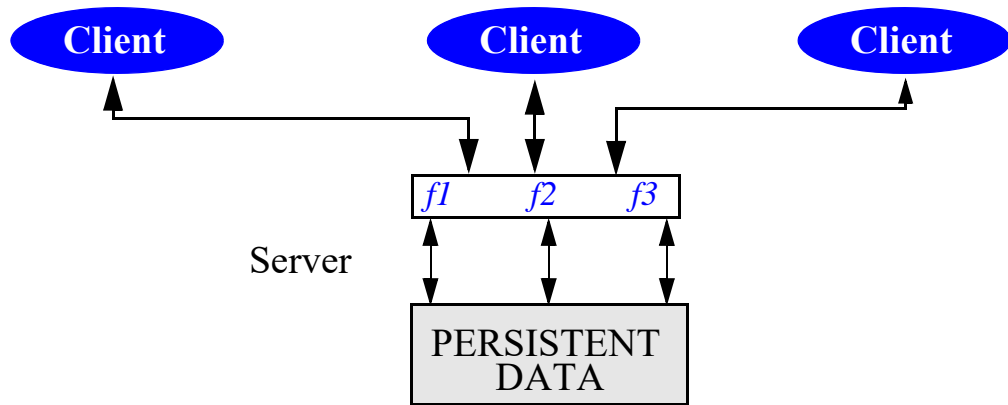 Client Client Client
f1 f2 f3
Server
PERSISTENT
DATA